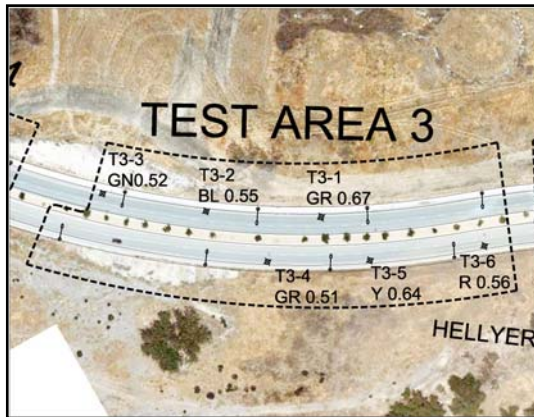 TEST AREA 3
T3-3
GN0.52
T3-2
BL 0.55
T3-1
GR 0.67
T3-4
GR 0.51
T3-5
Y 0.64
T3-6
R 0.56
HELLYER